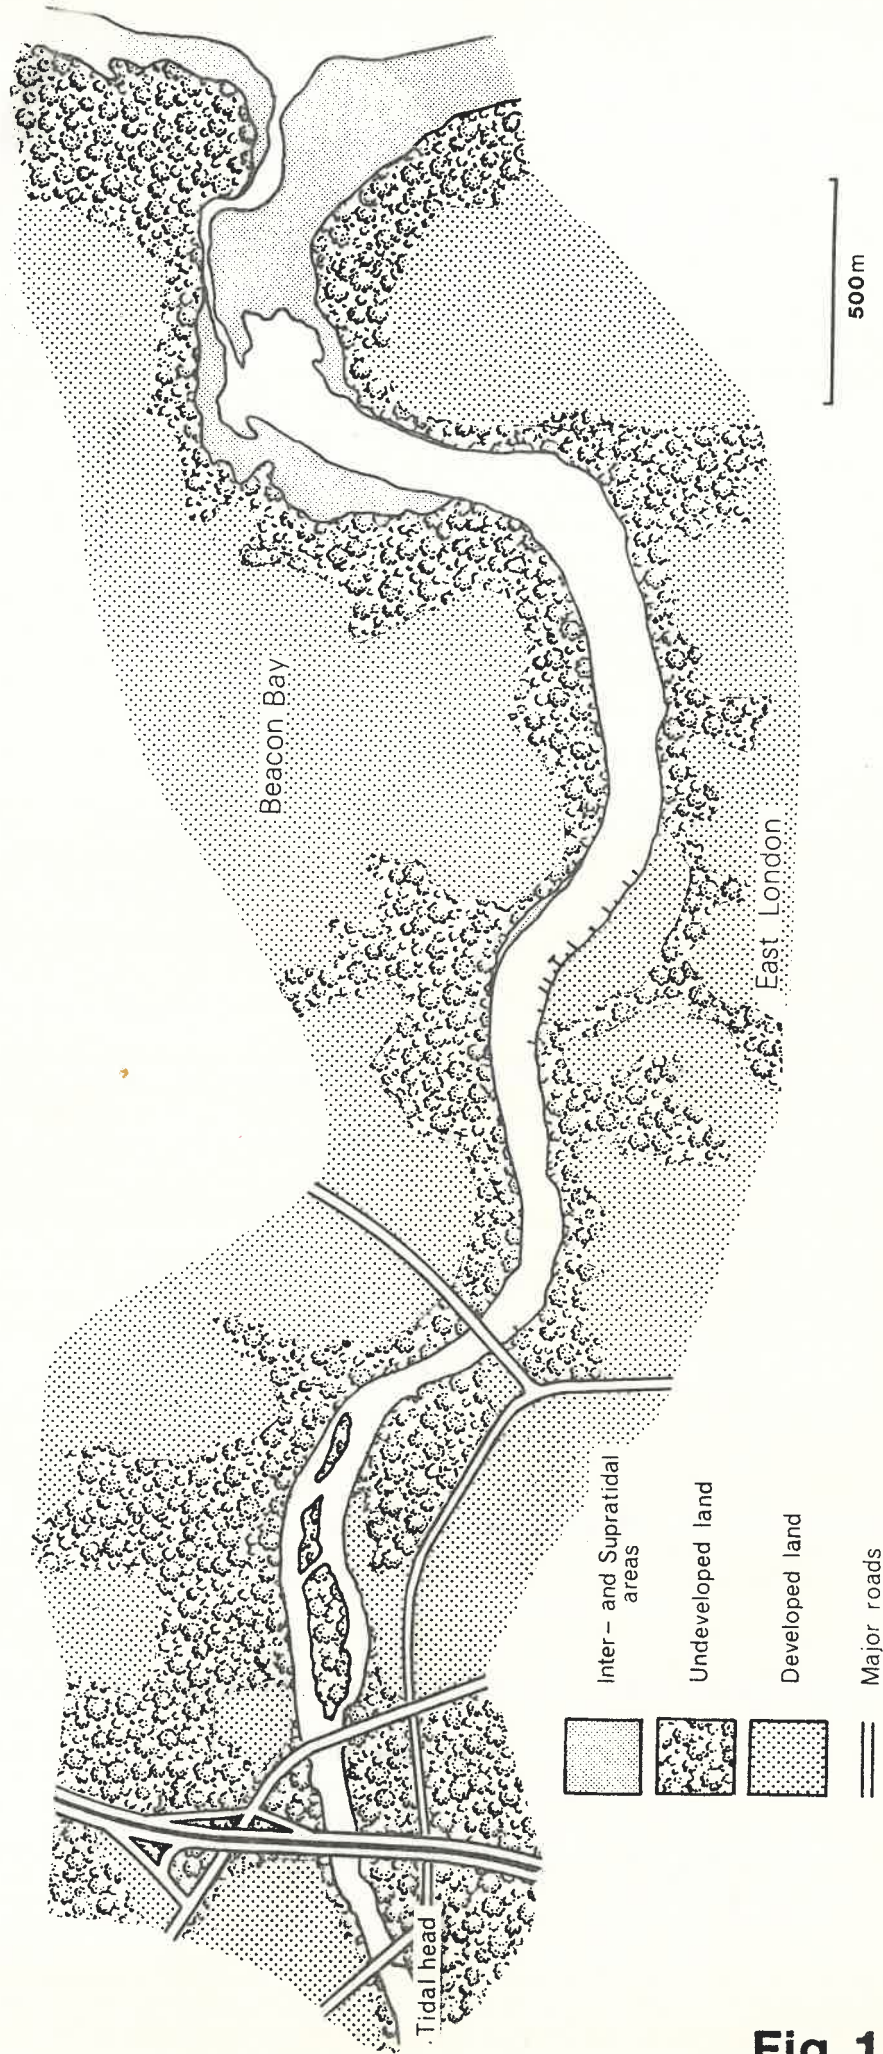 Beacon Bay
East London
500m
Tidal head
Inter- and Supratidal
areas
Undeveloped land
Developed land
Major roads
Fig. 1